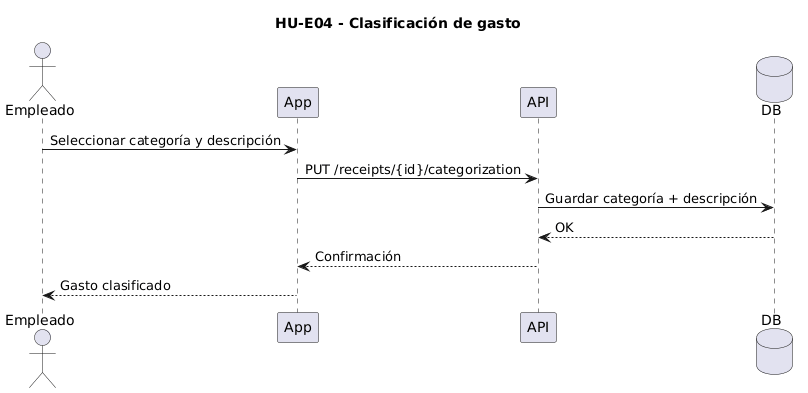 HU-E04 - Clasificación de gasto
Empleado
App
API
DB
Seleccionar categoría y descripción
PUT /receipts/{id}/categorization
Guardar categoría + descripción
OK
Confirmación
Gasto clasificado
Empleado
App
API
DB